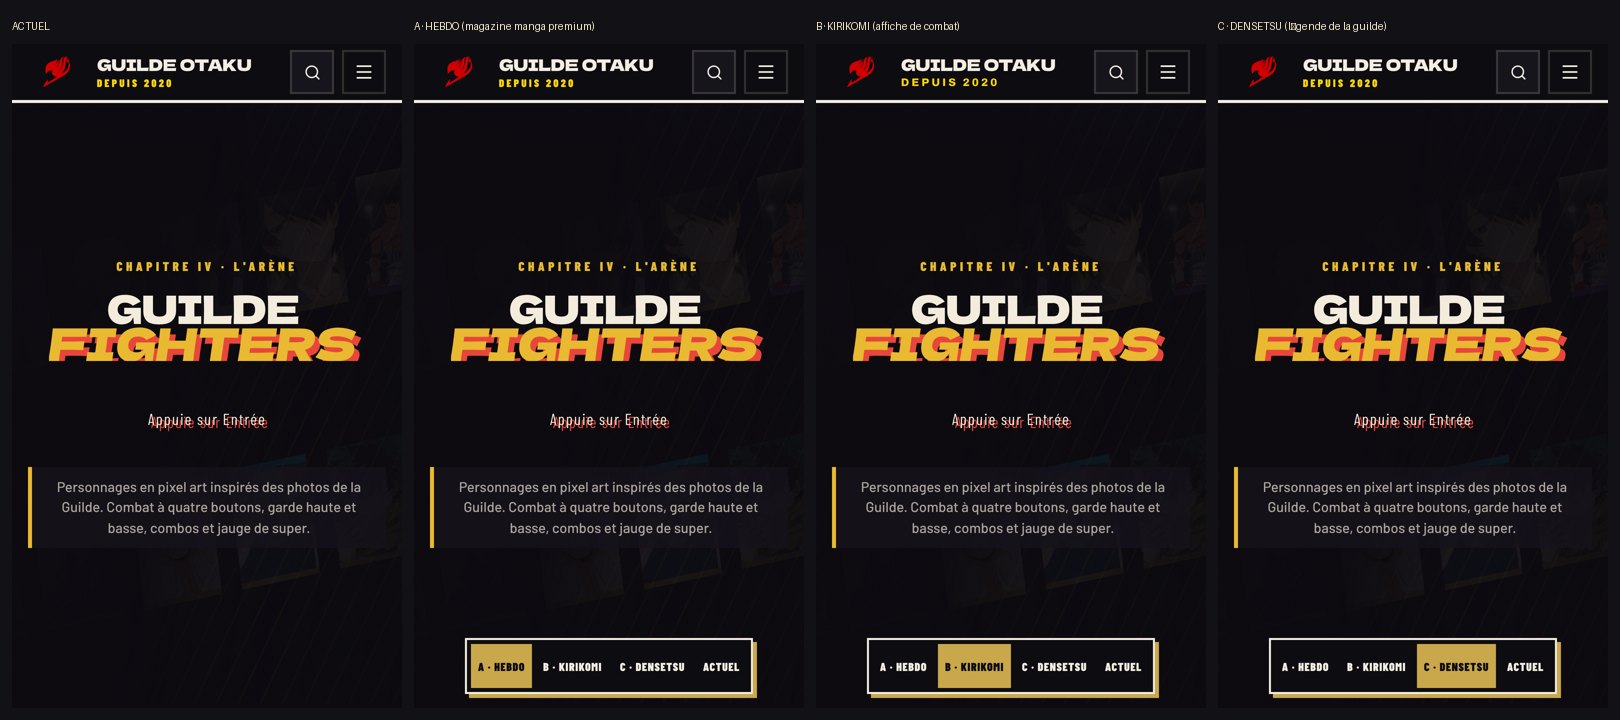 ACTUEL
GUILDE OTAKU
DEPUIS 2020
CHAPITRE IV · L'ARÈNE
GUILDE
FIGHTERS
Appuie sur Entrée
Personnages en pixel art inspirés des photos de la
Guilde. Combat à quatre boutons, garde haute et
basse, combos et jauge de super.
A · HEBDO (magazine manga premium)
GUILDE OTAKU
DEPUIS 2020
CHAPITRE IV · L'ARÈNE
GUILDE
FIGHTERS
Appuie sur Entrée
Personnages en pixel art inspirés des photos de la
Guilde. Combat à quatre boutons, garde haute et
basse, combos et jauge de super.
A · HEBDO B · KIRIKOMI C · DENSETSU ACTUEL
B · KIRIKOMI (affiche de combat)
GUILDE OTAKU
DEPUIS 2020
CHAPITRE IV · L'ARÈNE
GUILDE
FIGHTERS
Appuie sur Entrée
Personnages en pixel art inspirés des photos de la
Guilde. Combat à quatre boutons, garde haute et
basse, combos et jauge de super.
A · HEBDO B · KIRIKOMI C · DENSETSU ACTUEL
C · DENSETSU (l▯gende de la guilde)
GUILDE OTAKU
DEPUIS 2020
CHAPITRE IV · L'ARÈNE
GUILDE
FIGHTERS
Appuie sur Entrée
Personnages en pixel art inspirés des photos de la
Guilde. Combat à quatre boutons, garde haute et
basse, combos et jauge de super.
A · HEBDO B · KIRIKOMI C · DENSETSU ACTUEL